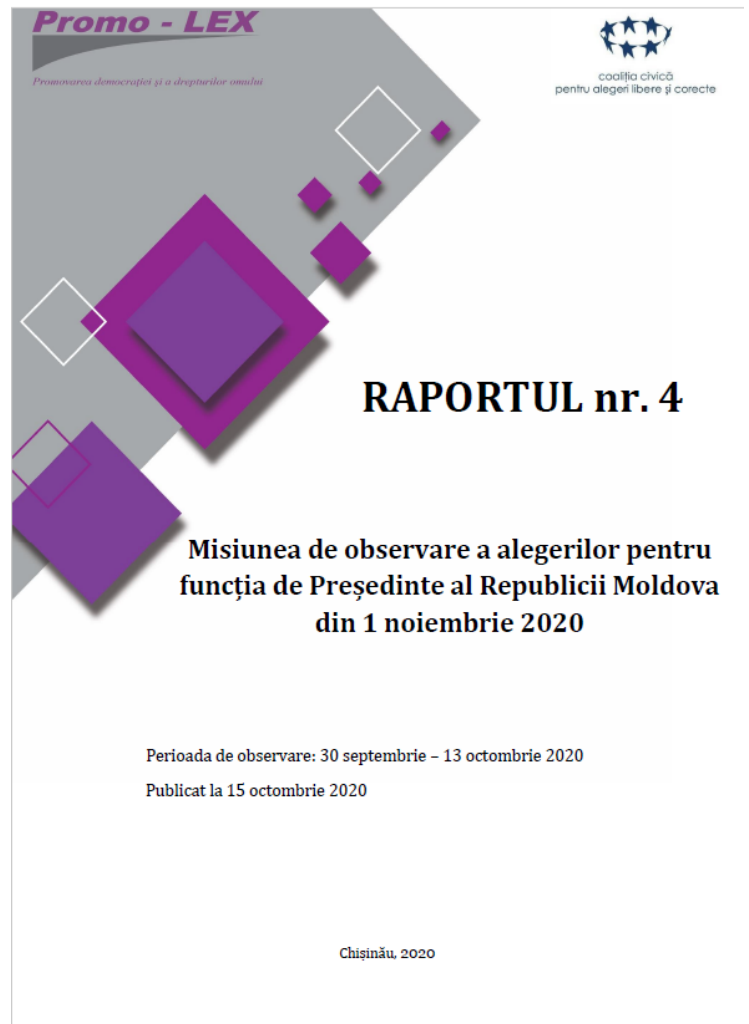 Promo - LEX
Promovarea democrației și a drepturilor omului
coaliția civică
pentru alegeri libere și corecte
RAPORTUL nr. 4
Misiunea de observare a alegerilor pentru
funcția de Președinte al Republicii Moldova
din 1 noiembrie 2020
Perioada de observare: 30 septembrie – 13 octombrie 2020
Publicat la 15 octombrie 2020
Chișinău, 2020